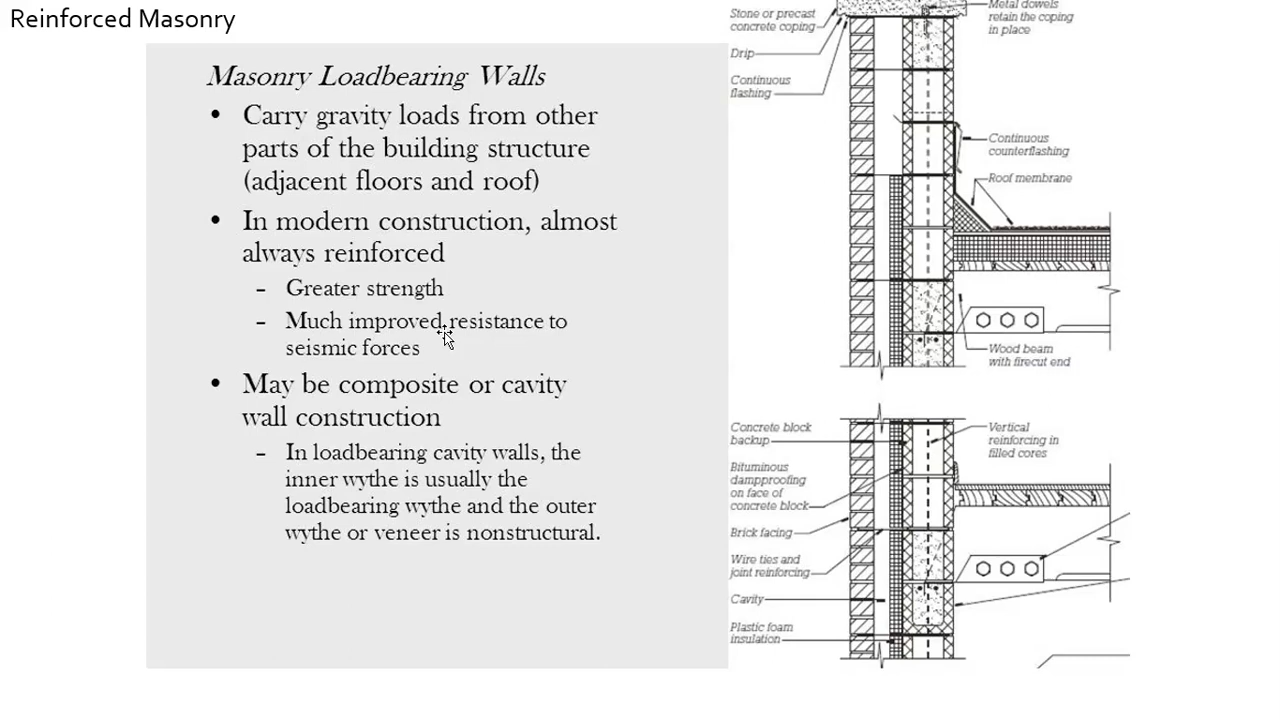 Reinforced Masonry
Masonry Loadbearing Walls
• Carry gravity loads from other
parts of the building structure
(adjacent floors and roof)
• In modern construction, almost
always reinforced
– Greater strength
– Much improved resistance to
seismic forces
• May be composite or cavity
wall construction
– In loadbearing cavity walls, the
inner wythe is usually the
loadbearing wythe and the outer
wythe or veneer is nonstructural.
Stone or precast
concrete coping
Drip
Continuous
flashing
Metal dowels
retain the coping
in place
Continuous
counterflashing
Roof membrane
Wood beam
with firecut end
Concrete block
backup
Bituminous
dampproofing
on face of
concrete block
Brick facing
Wire ties and
joint reinforcing
Cavity
Plastic foam
insulation
Vertical
reinforcing in
filled cores